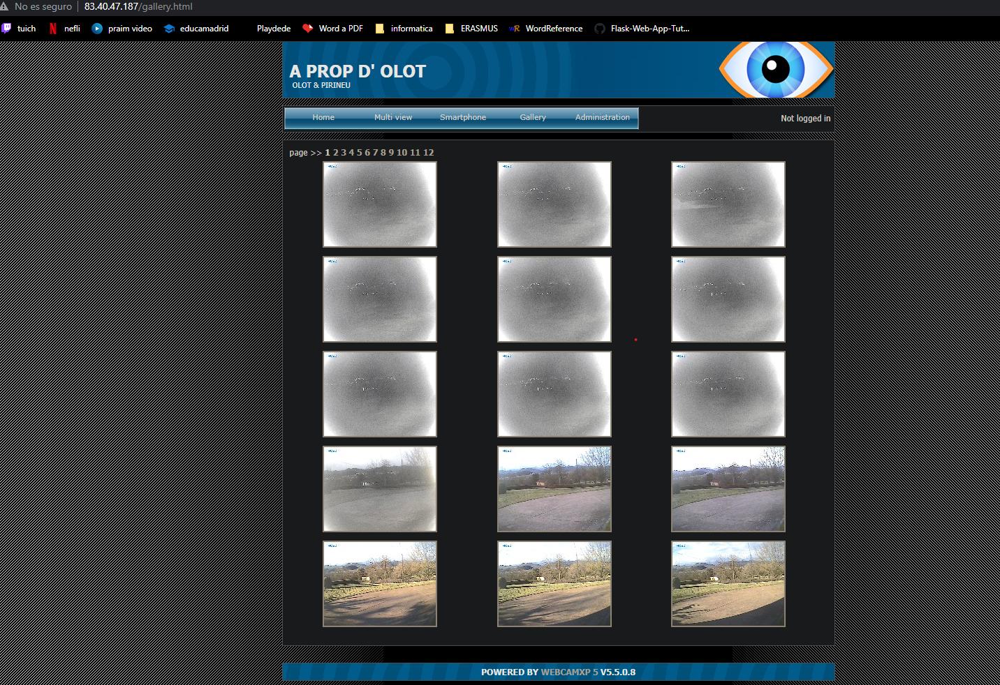 No es seguro 83.40.47.187/gallery.html
tuich nefli praim video educamadrid Playdede Word a PDF informatica ERASMUS WordReference Flask-Web-App-Tut...
A PROP D' OLOT
OLOT & PIRINEU
Home Multi view Smartphone Gallery Administration Not logged in
page >> 1 2 3 4 5 6 7 8 9 10 11 12
POWERED BY WEBCAMXP 5 V5.5.0.8